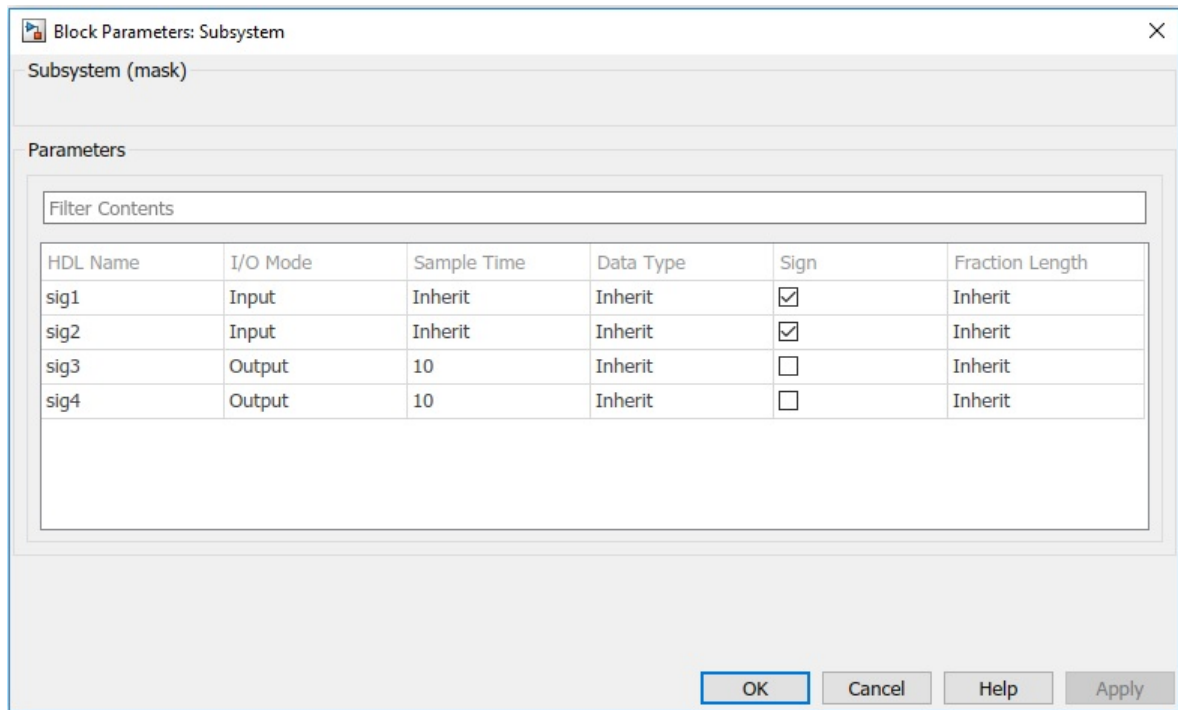 Block Parameters: Subsystem
Subsystem (mask)
Parameters
Filter Contents
HDL Name I/O Mode Sample Time Data Type Sign Fraction Length
sig1 Input Inherit Inherit Inherit
sig2 Input Inherit Inherit Inherit
sig3 Output 10 Inherit Inherit
sig4 Output 10 Inherit Inherit
OK Cancel Help Apply